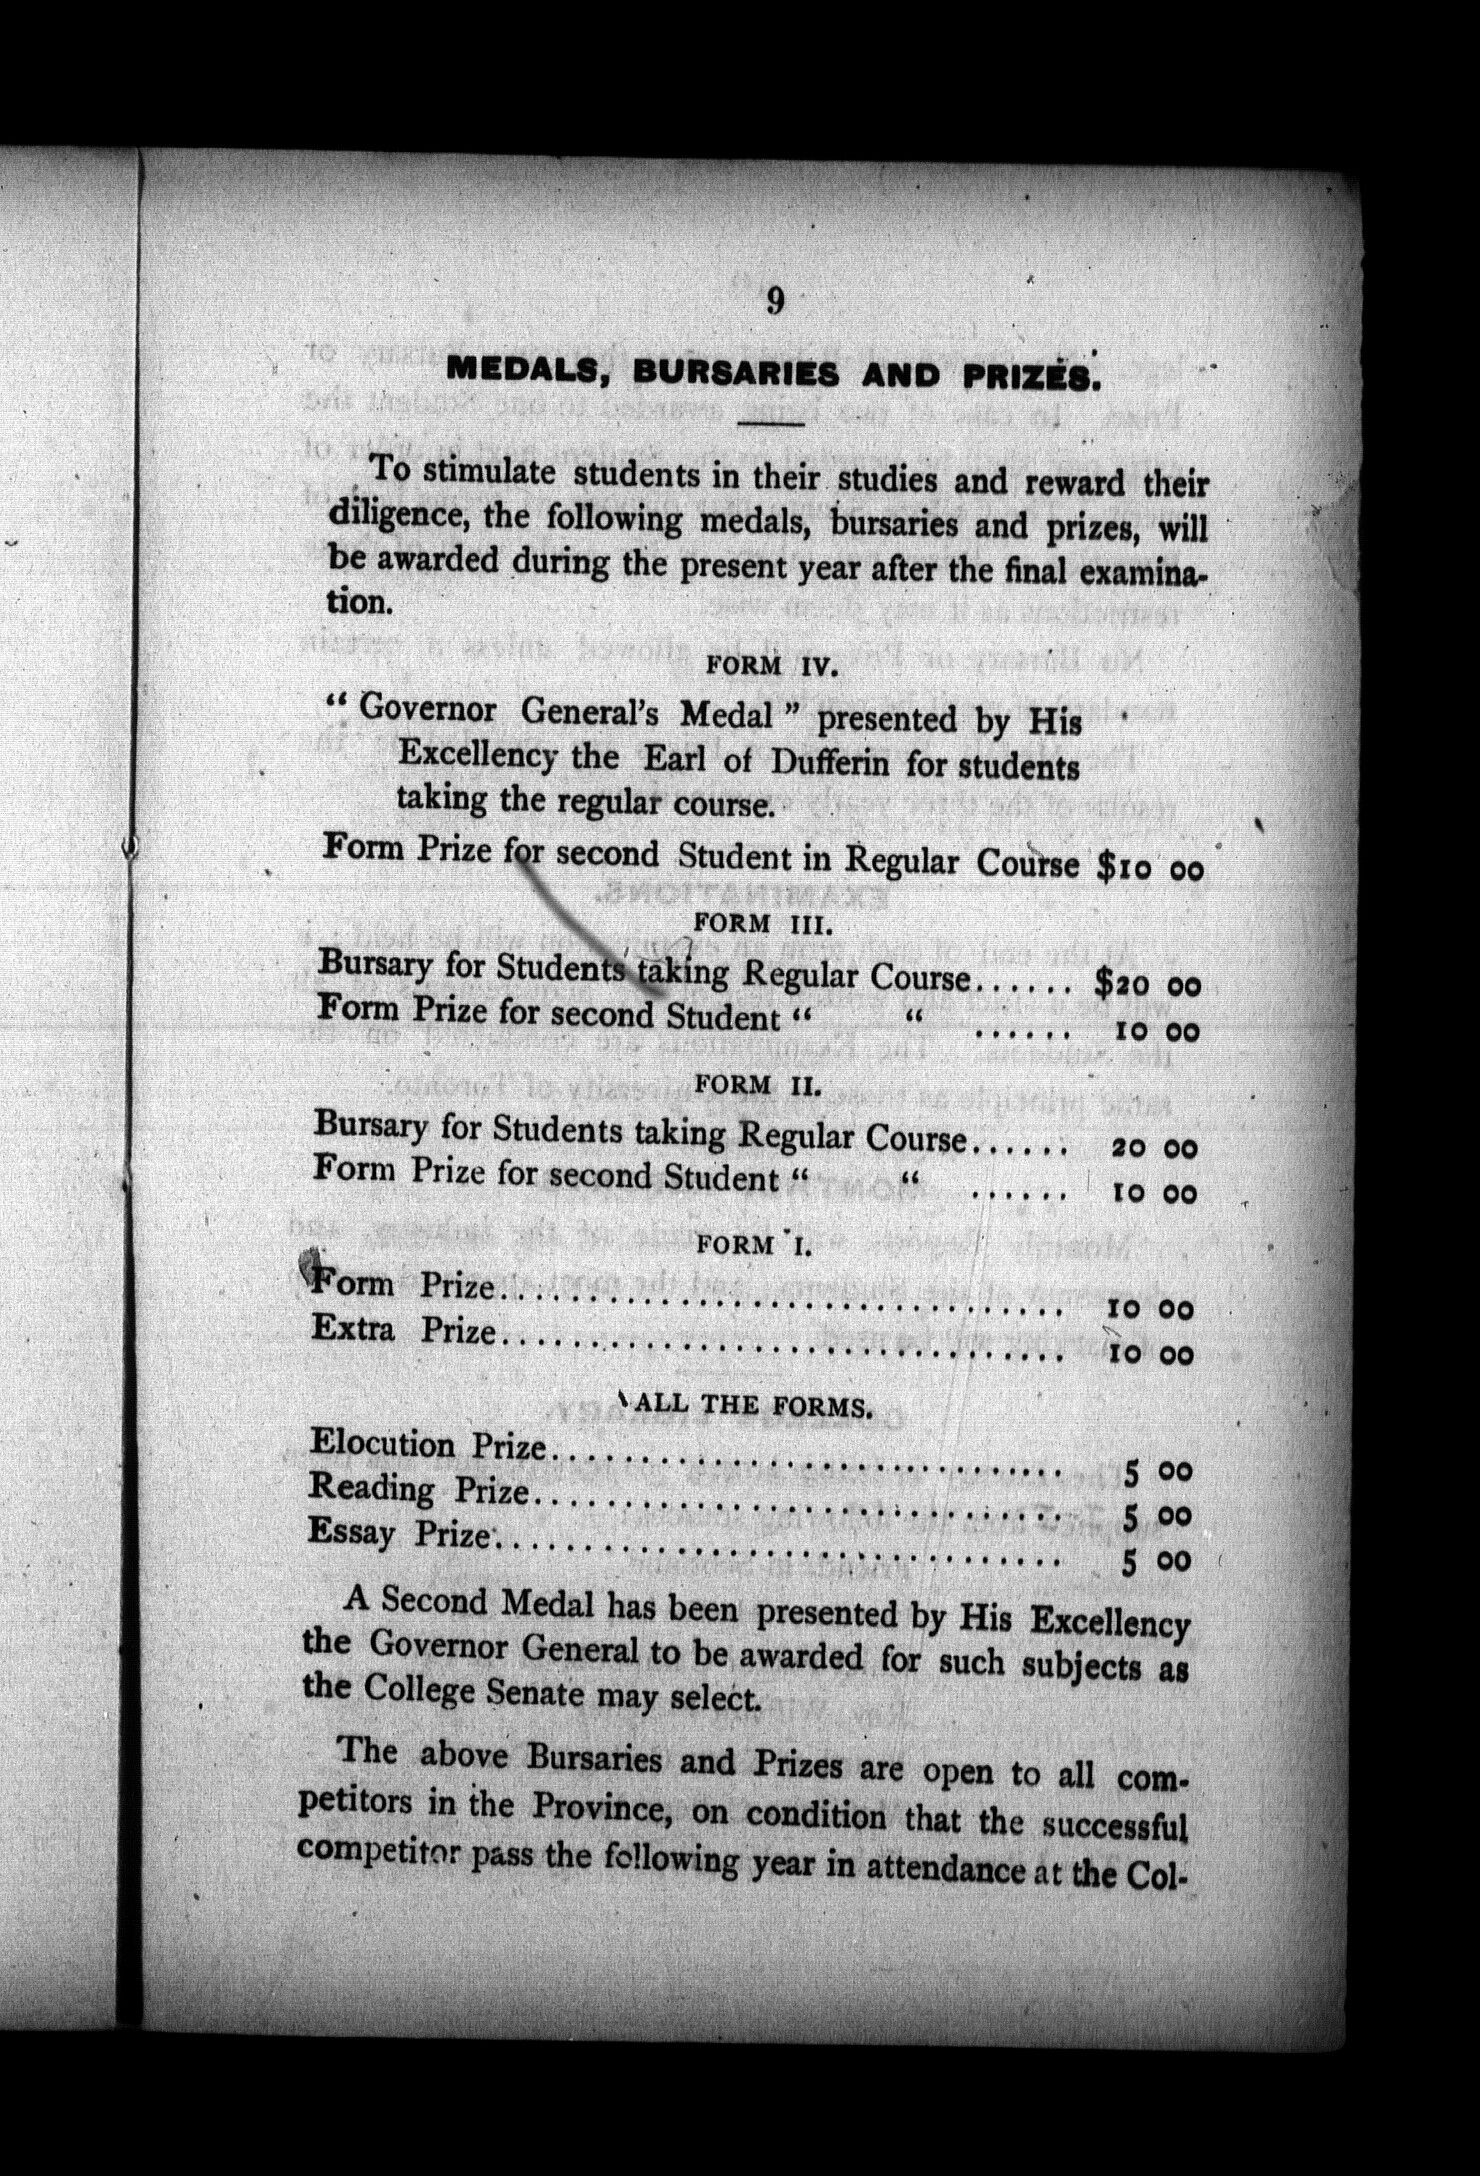 9
MEDALS, BURSARIES AND PRIZES.
To stimulate students in their studies and reward their
diligence, the following medals, bursaries and prizes, will
be awarded during the present year after the final examina-
tion.
FORM IV.
" Governor General's Medal " presented by His
Excellency the Earl of Dufferin for students
taking the regular course.
Form Prize for second Student in Regular Course $10 00
FORM III.
Bursary for Students taking Regular Course...... $20 00
Form Prize for second Student " " ...... 10 00
FORM II.
Bursary for Students taking Regular Course...... 20 00
Form Prize for second Student " " ...... 10 00
FORM I.
Form Prize................................ 10 00
Extra Prize................................ 10 00
ALL THE FORMS.
Elocution Prize............................. 5 00
Reading Prize.............................. 5 00
Essay Prize................................ 5 00
A Second Medal has been presented by His Excellency
the Governor General to be awarded for such subjects as
the College Senate may select.
The above Bursaries and Prizes are open to all com-
petitors in the Province, on condition that the successful
competitor pass the following year in attendance at the Col-